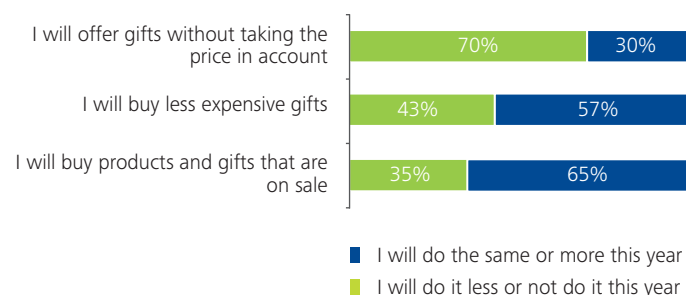 I will offer gifts without taking the
price in account
70% 30%
I will buy less expensive gifts
43% 57%
I will buy products and gifts that are
on sale
35% 65%
I will do the same or more this year
I will do it less or not do it this year